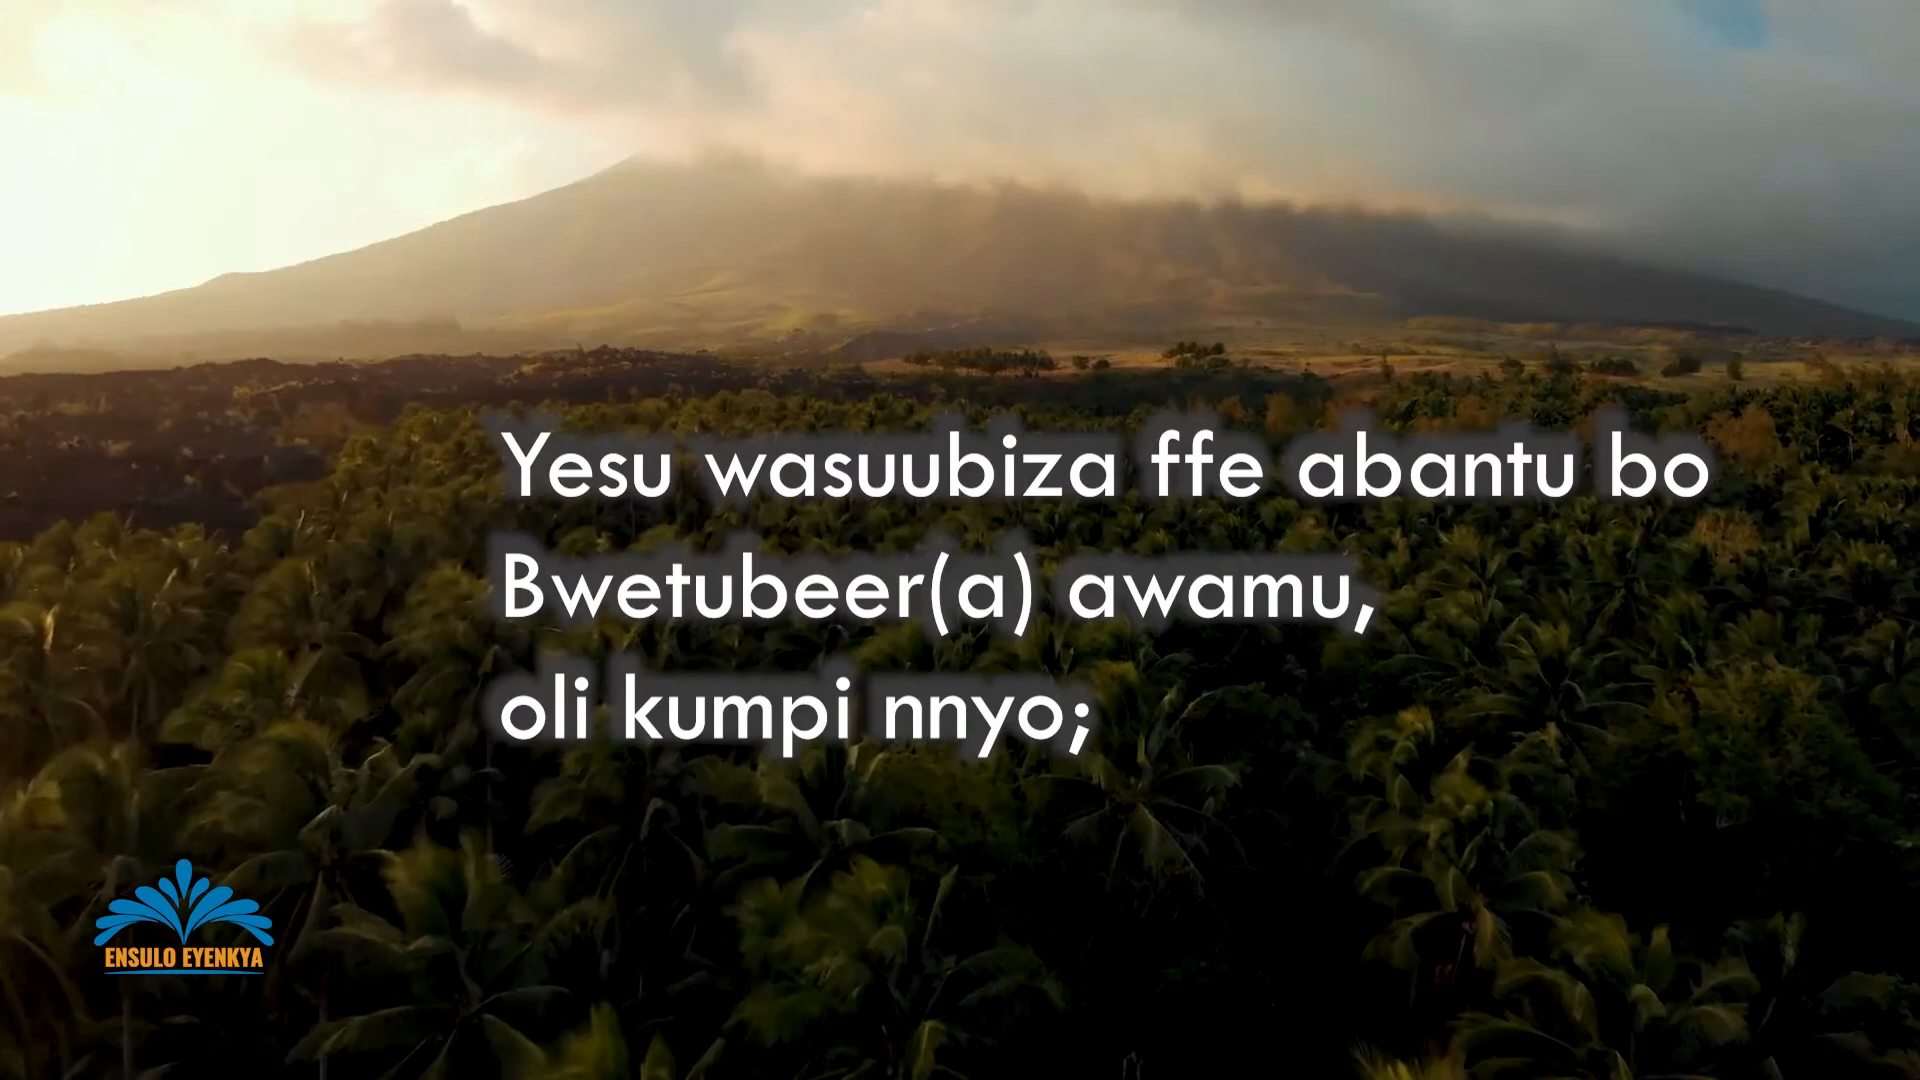 Yesu wasuubiza ffe abantu bo
Bwetubeer(a) awamu,
oli kumpi nnyo;
ENSULO EYENKYA